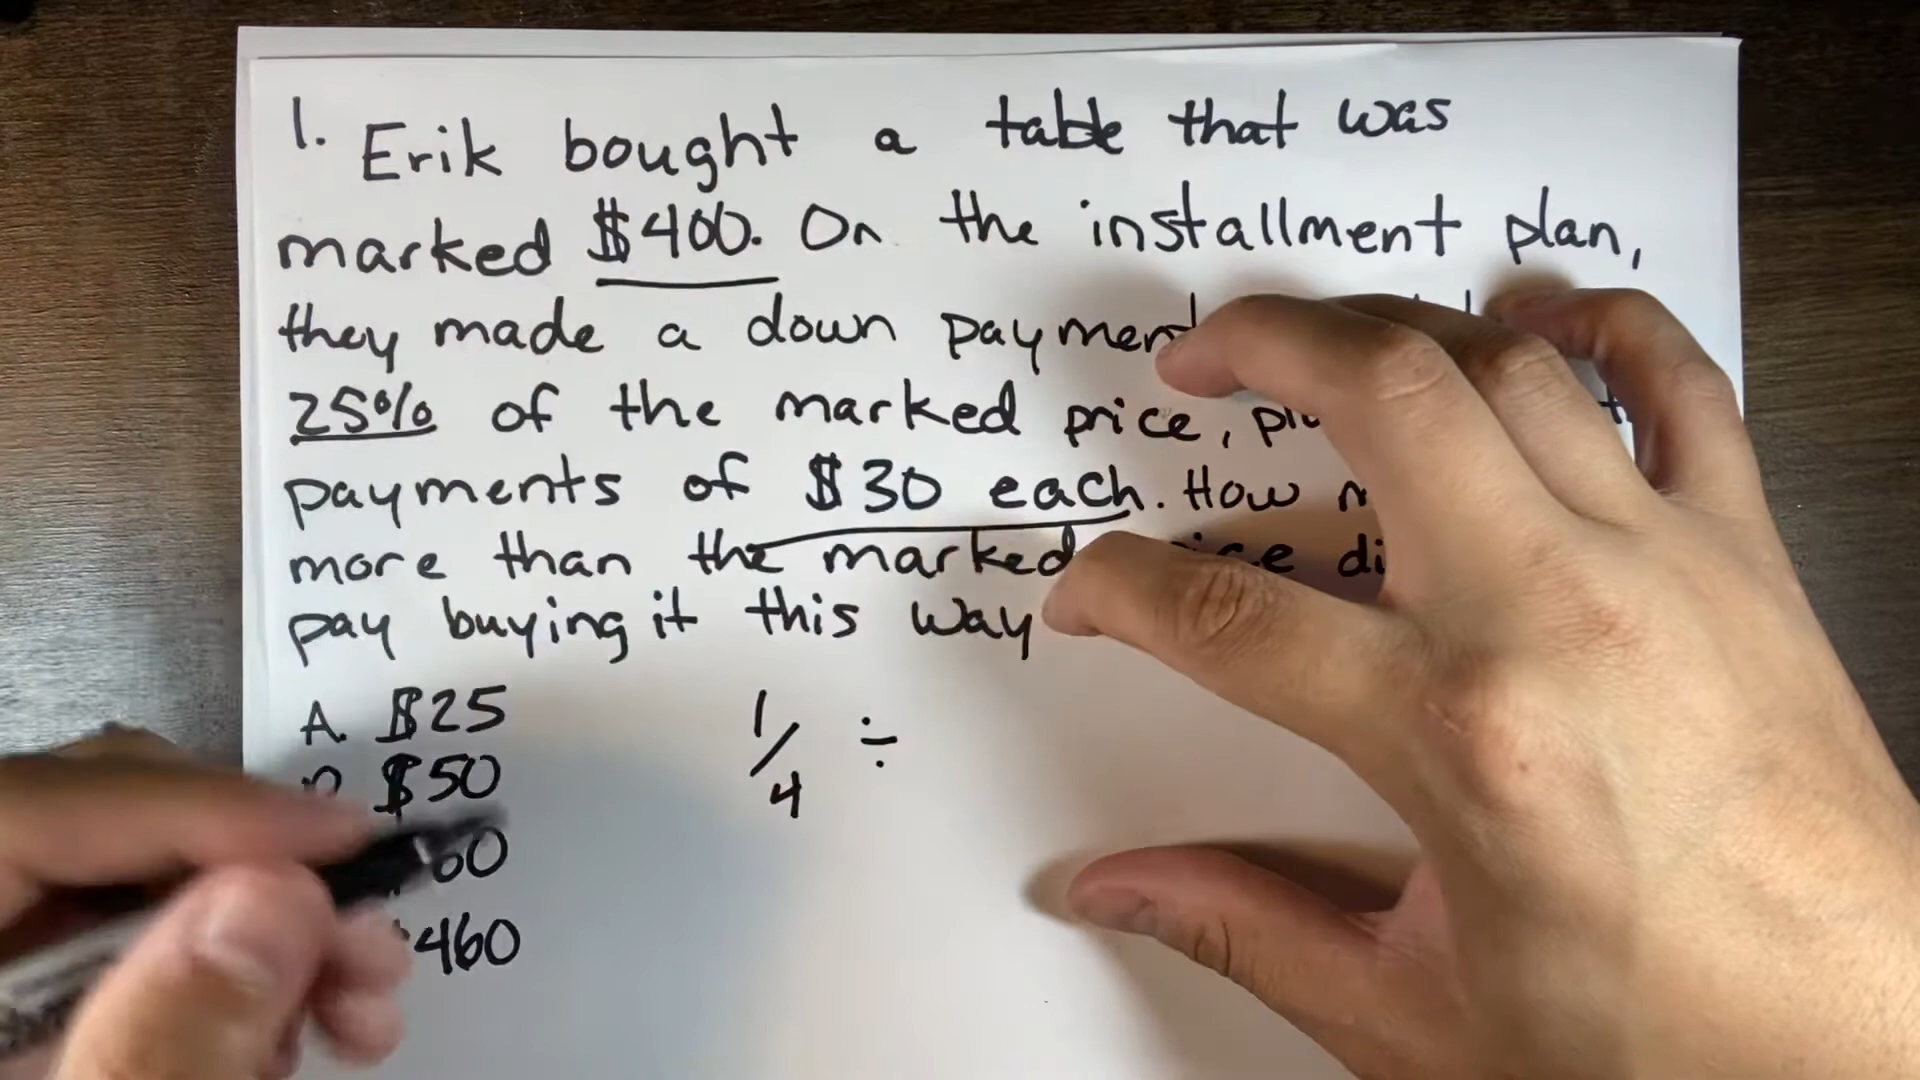 1. Erik bought a table that was
marked $400. On the installment plan,
they made a down
25% of the marked price,
payments of $30 each. How
more than the marked
pay buying it this way
A. $25
$50
60
460
1/4 ÷